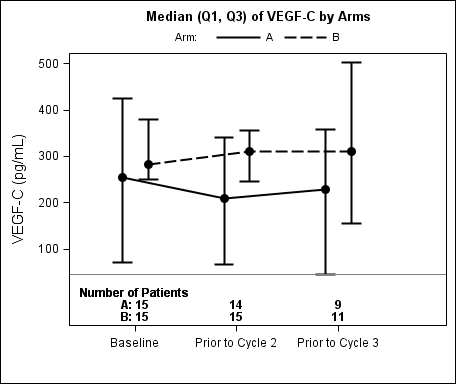 Median (Q1, Q3) of VEGF-C by Arms
Arm: A B
VEGF-C (pg/mL)
500
400
300
200
100
Number of Patients
A: 15 14 9
B: 15 15 11
Baseline Prior to Cycle 2 Prior to Cycle 3